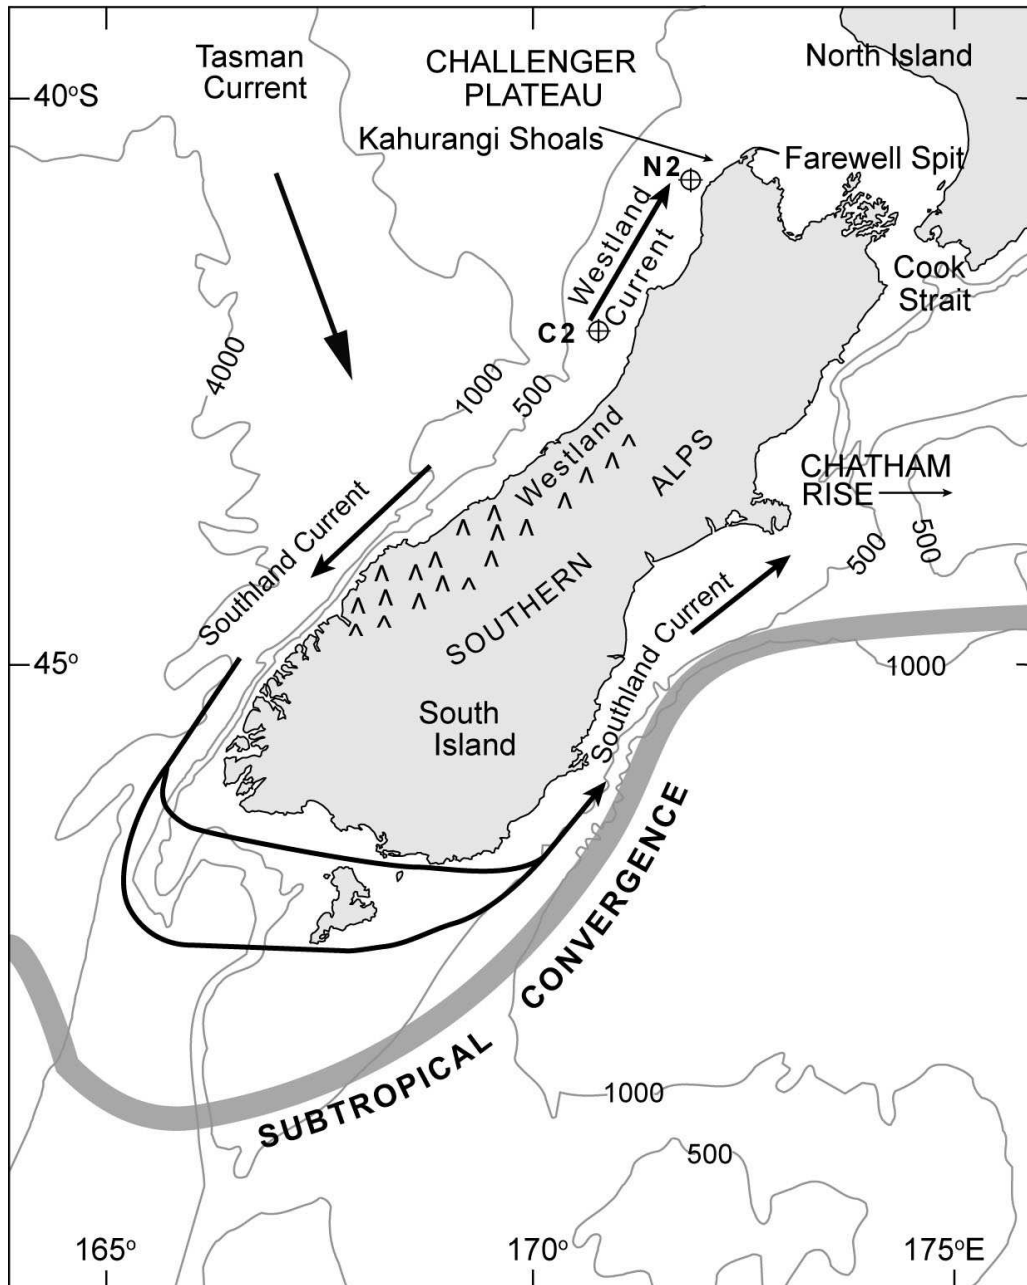 Tasman
Current
CHALLENGER
PLATEAU
North Island
40°S
Kahurangi Shoals
Farewell Spit
N2
Westland
Current
C2
Cook
Strait
4000
1000
500
Westland
ALPS
CHATHAM
RISE
Southland Current
SOUTHERN
500
500
Southland Current
45°
1000
South
Island
SUBTROPICAL CONVERGENCE
1000
500
165°
170°
175°E